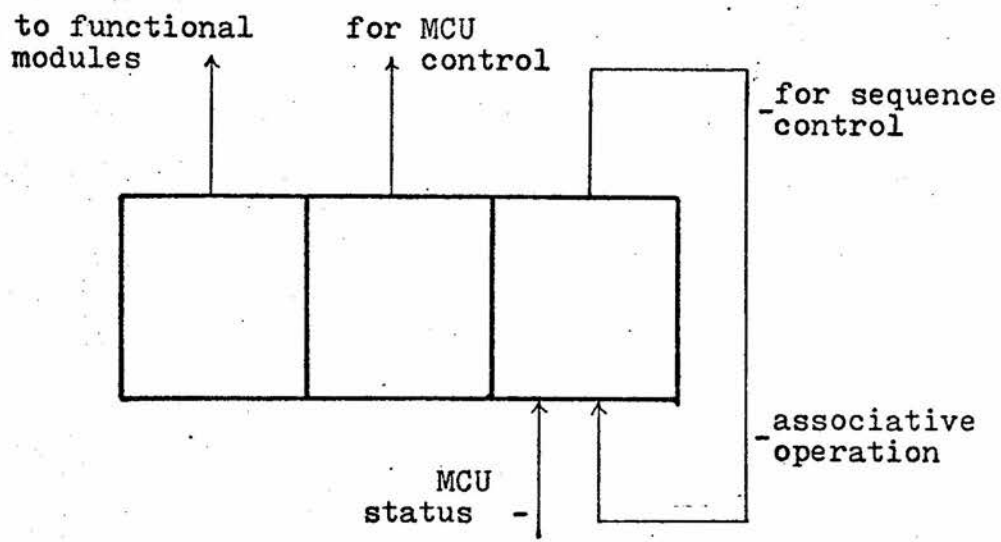 to functional
modules
for MCU
control
for sequence
control
associative
operation
MCU
status